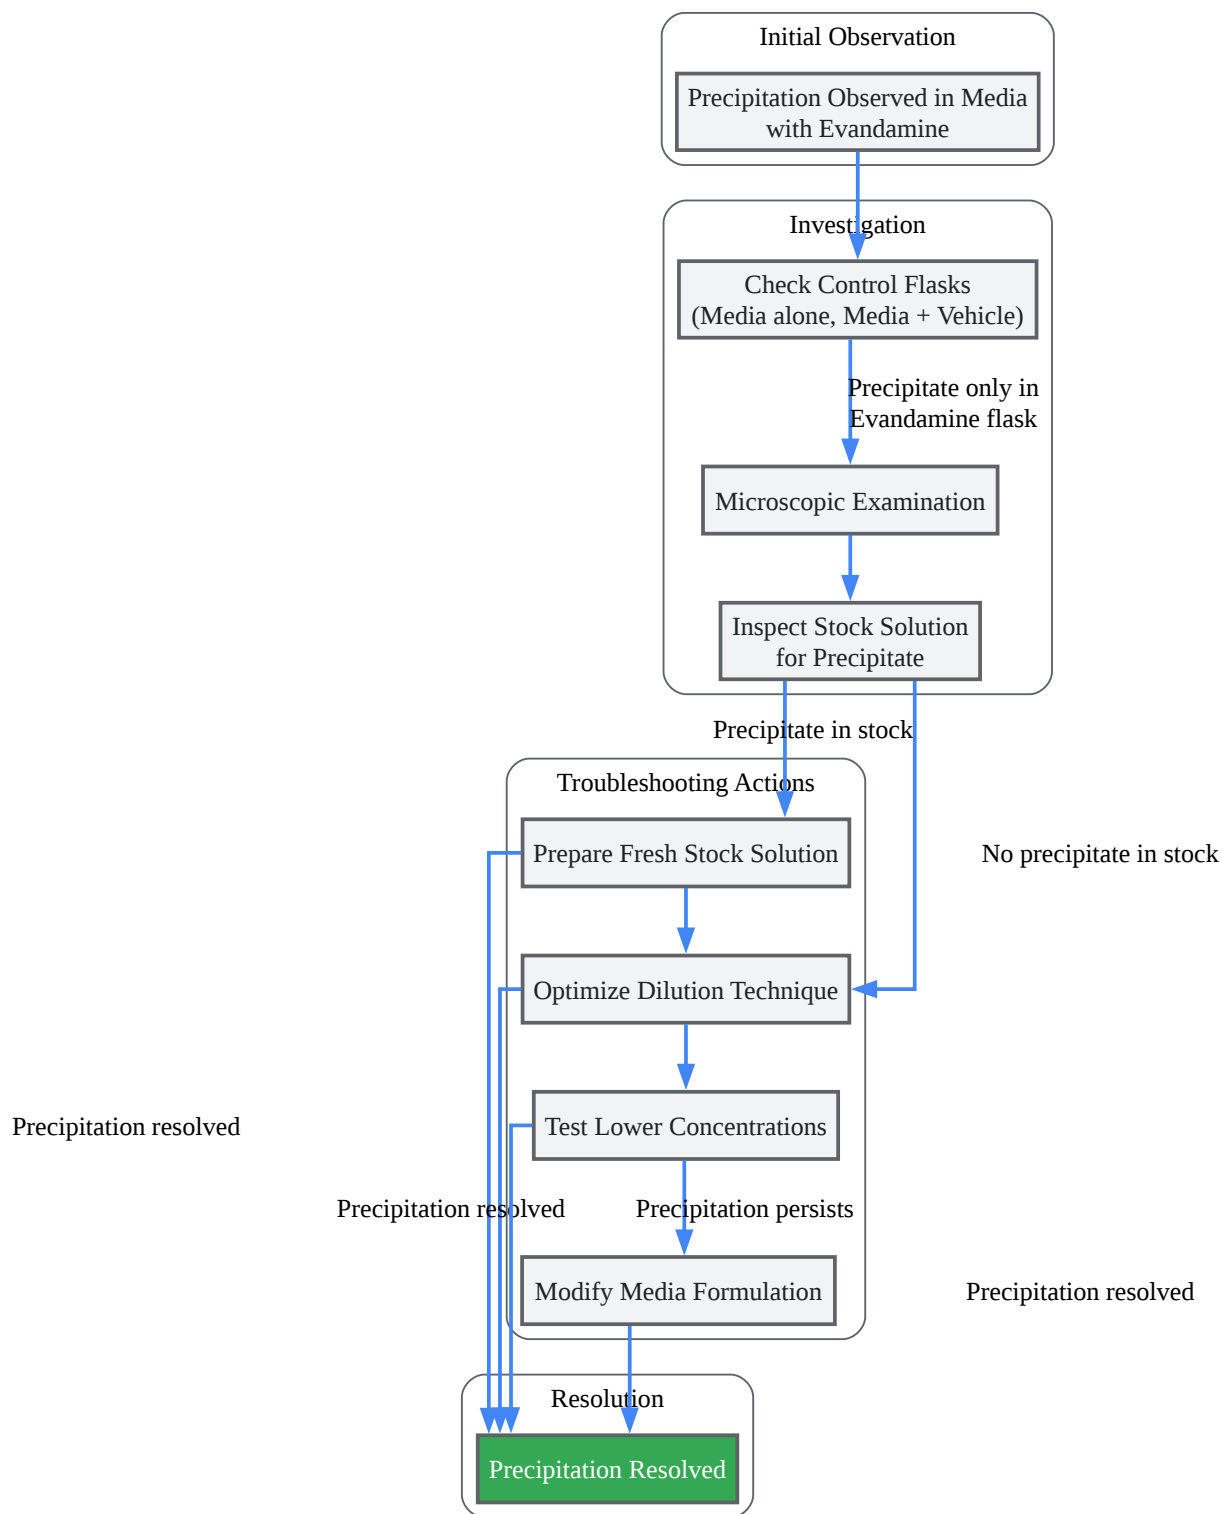 Initial Observation
Precipitation Observed in Media
with Evandamine
Investigation
Check Control Flasks
(Media alone, Media + Vehicle)
Precipitate only in
Evandamine flask
Microscopic Examination
Inspect Stock Solution
for Precipitate
Precipitate in stock
Troubleshooting Actions
Prepare Fresh Stock Solution
No precipitate in stock
Optimize Dilution Technique
Test Lower Concentrations
Precipitation resolved
Precipitation resolved
Precipitation persists
Modify Media Formulation
Precipitation resolved
Resolution
Precipitation Resolved